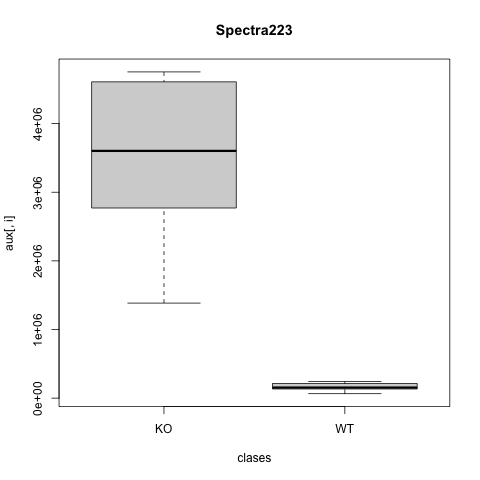 Spectra223
aux[, i]
4e+06
3e+06
2e+06
1e+06
0e+00
KO
WT
clases